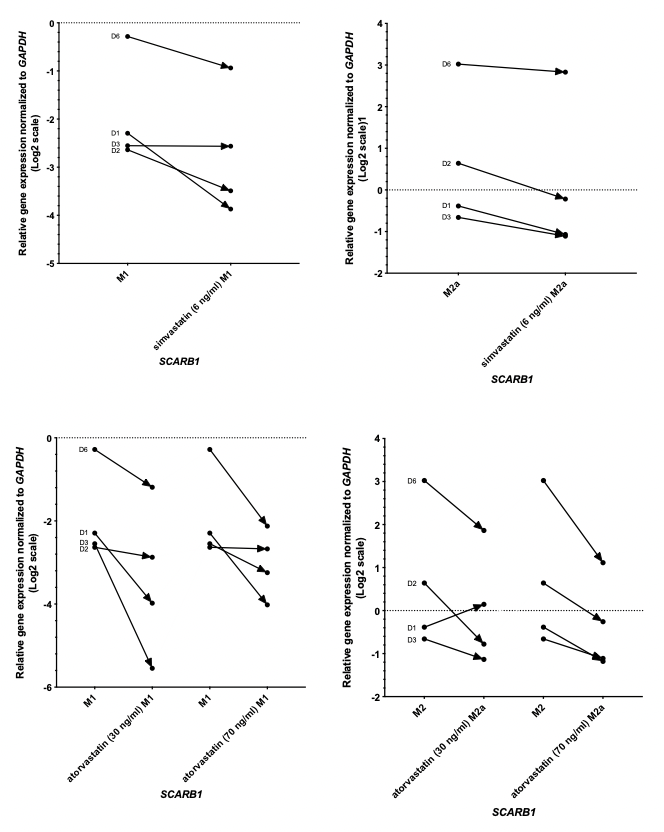 Relative gene expression normalized to GAPDH
(Log2 scale)
0
-1
-2
-3
-4
-5
D6
D1
D3
D2
M1
simvastatin (6 ng/ml) M1
SCARB1
Relative gene expression normalized to GAPDH
(Log2 scale)1
4
3
2
1
0
-1
-2
D6
D2
D1
D3
M2a
simvastatin (6 ng/ml) M2a
SCARB1
Relative gene expression normalized to GAPDH
(Log2 scale)
0
-2
-4
-6
D6
D1
D3
D2
M1
atorvastatin (30 ng/ml) M1
M1
atorvastatin (70 ng/ml) M1
SCARB1
Relative gene expression normalized to GAPDH
(Log2 scale)
4
3
2
1
0
-1
-2
D6
D2
D1
D3
M2
atorvastatin (30 ng/ml) M2a
M2
atorvastatin (70 ng/ml) M2a
SCARB1